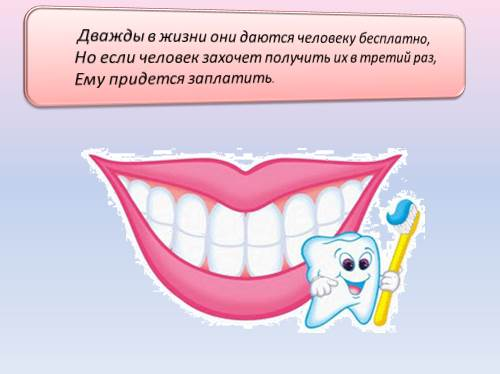 Дважды в жизни они даются человеку бесплатно,
Но если человек захочет получить их в третий раз,
Ему придется заплатить.